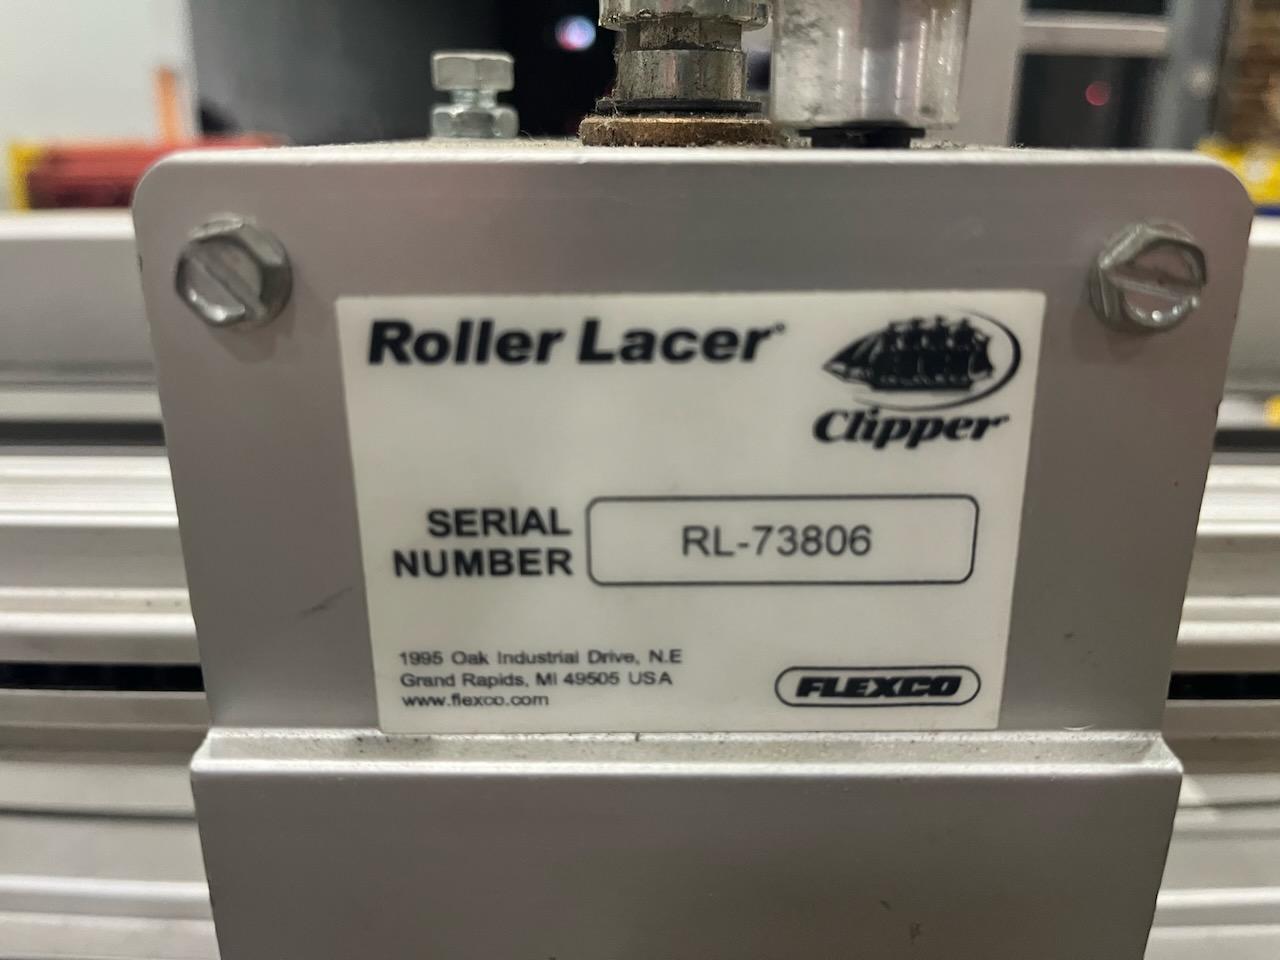 Roller Lacer®
Clipper
SERIAL
NUMBER
RL-73806
1995 Oak Industrial Drive, N.E
Grand Rapids, MI 49505 USA
www.flexco.com
FLEXCO